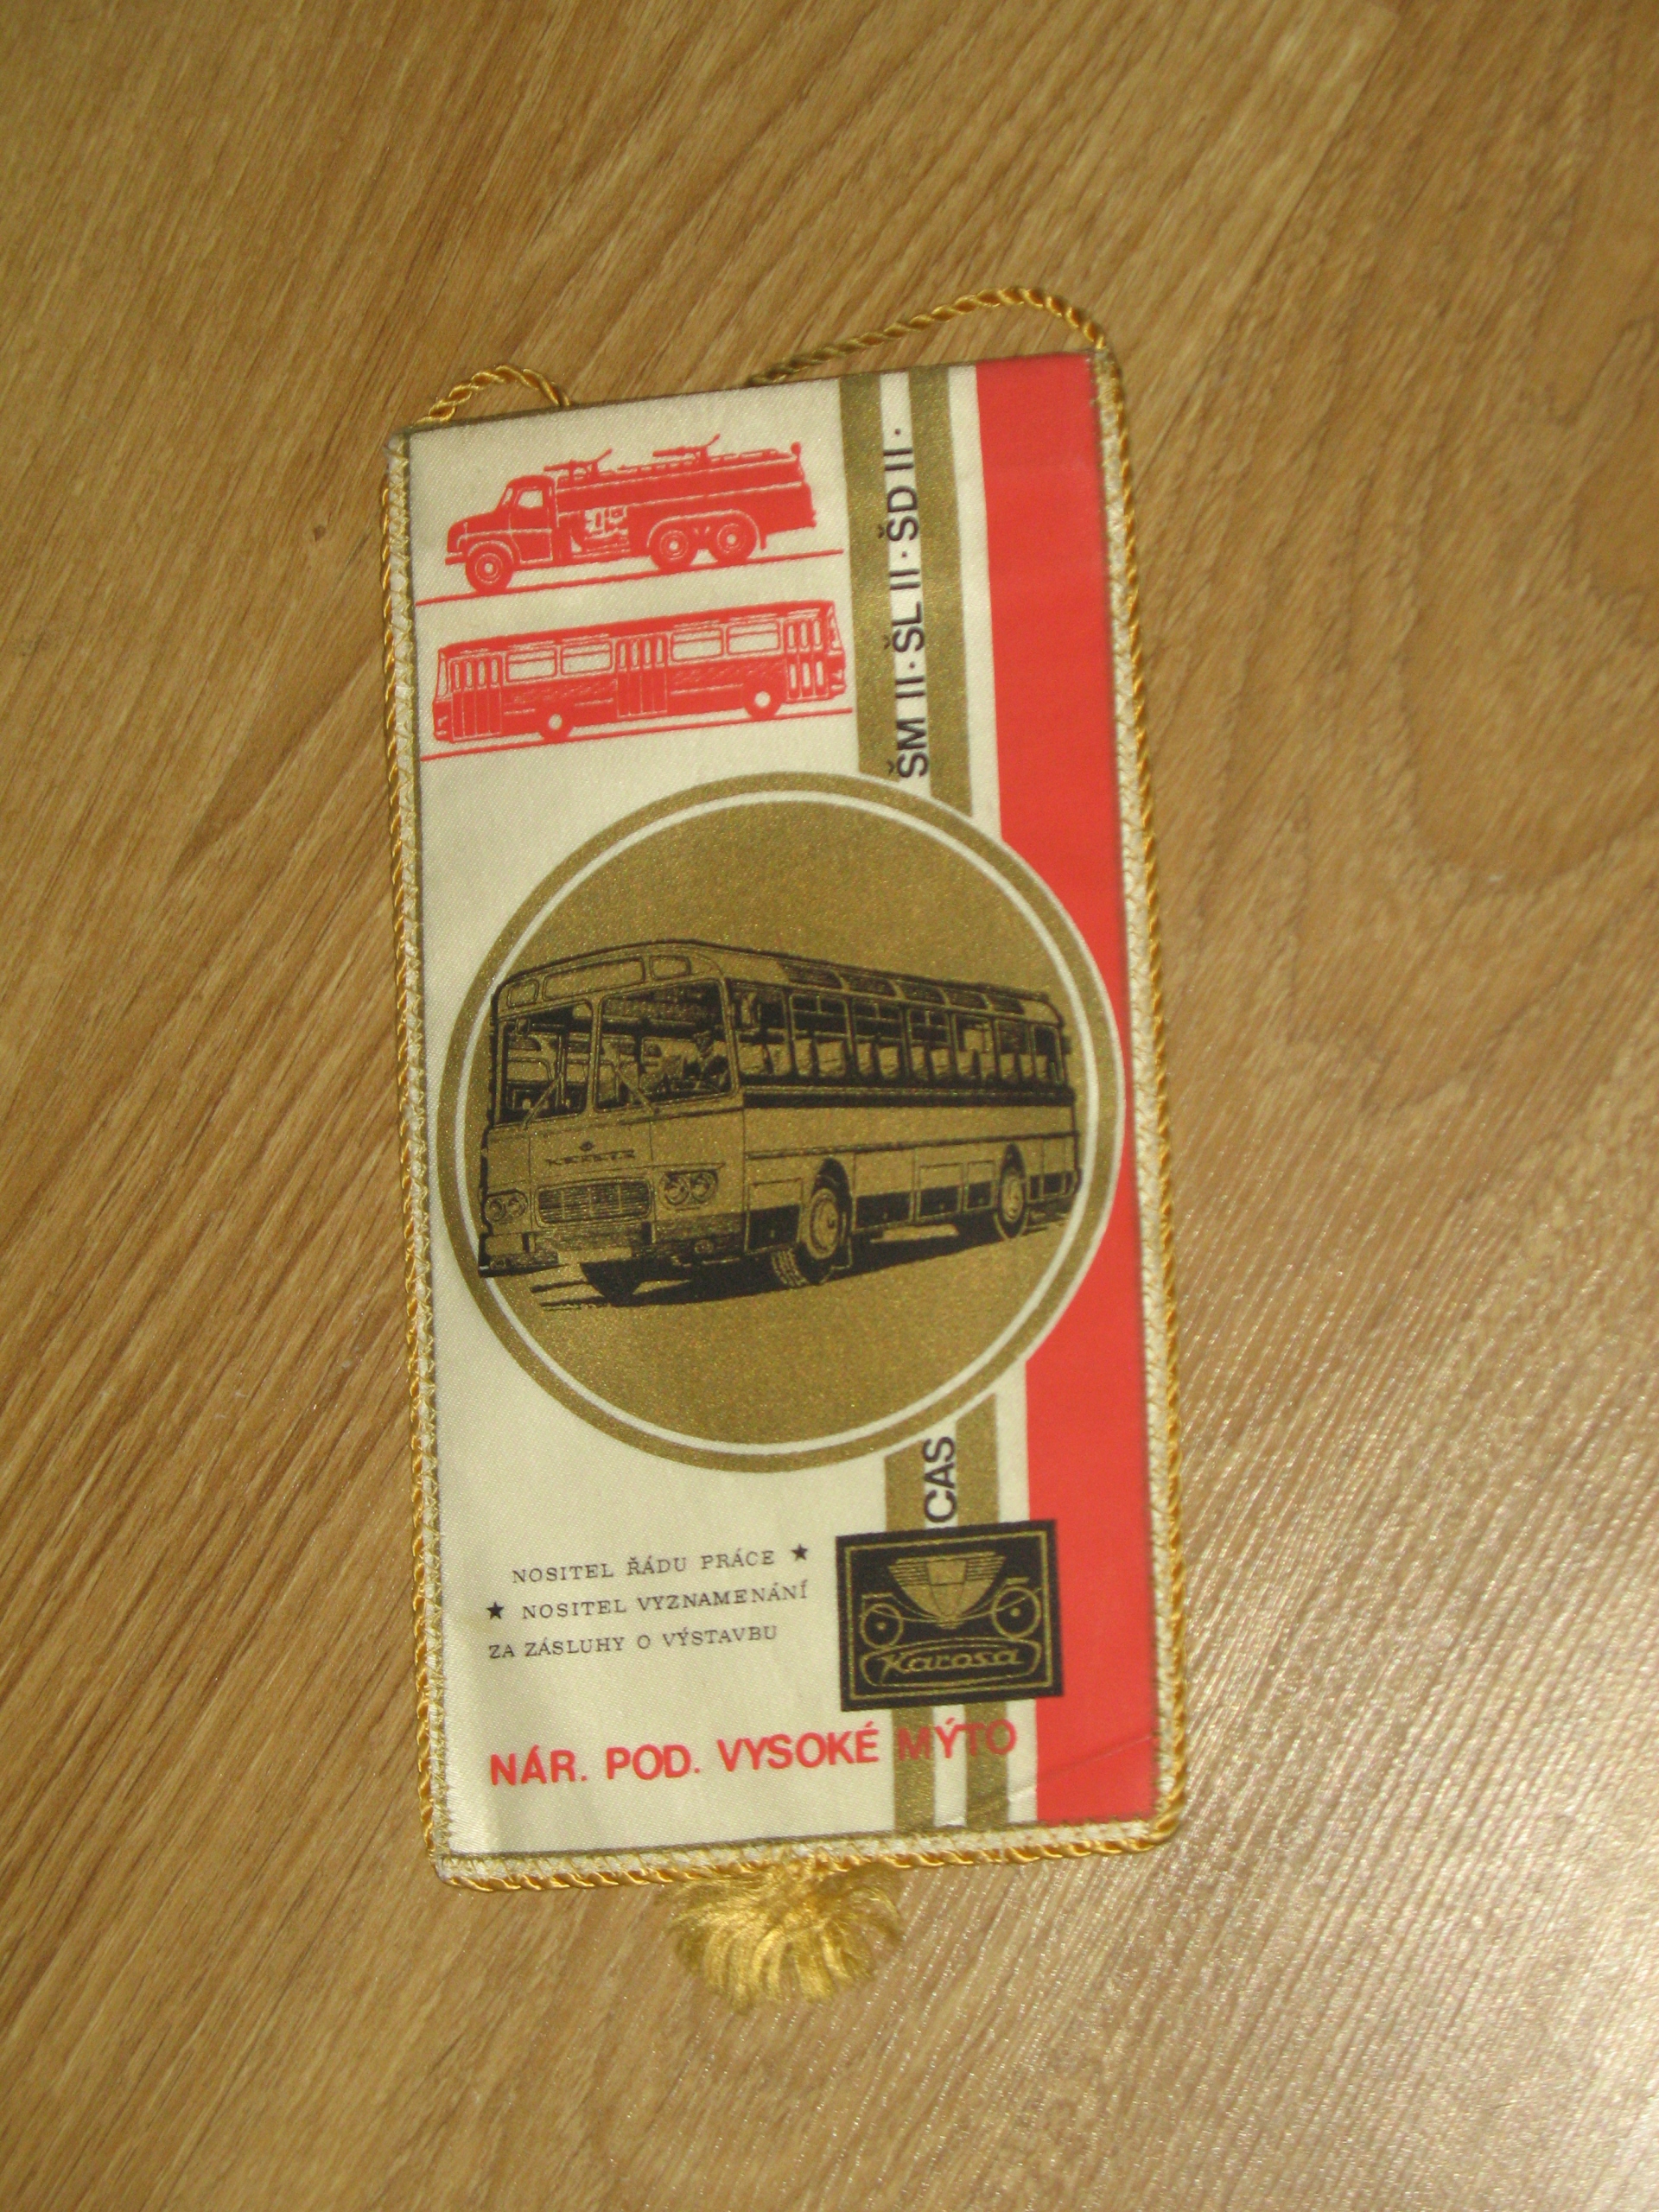 ŠM II · ŠL II · ŠD II ·
CAS
NOSITEL ŘÁDU PRÁCE ★
★ NOSITEL VYZNAMENÁNÍ
ZA ZÁSLUHY O VÝSTAVBU
Karosa
NÁR. POD. VYSOKÉ MÝTO